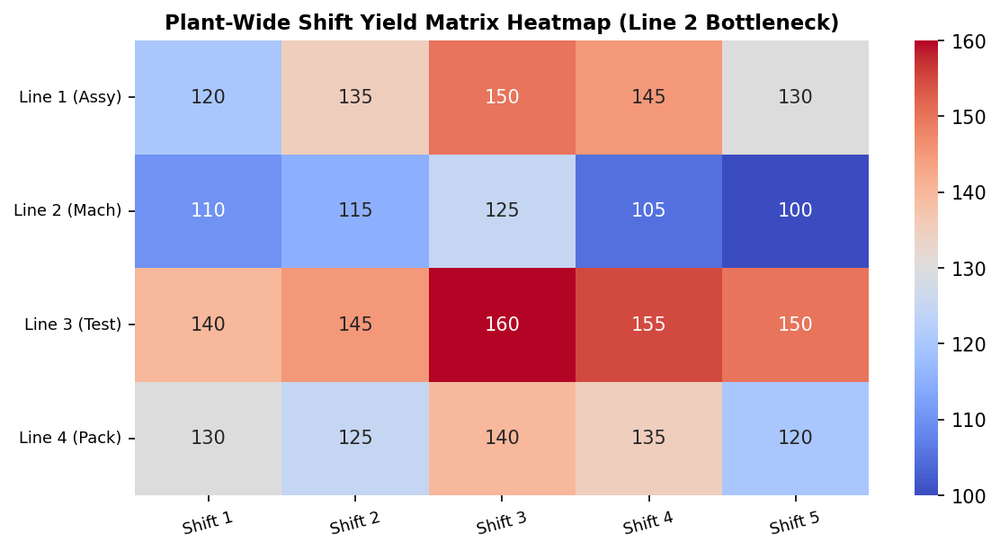 Plant-Wide Shift Yield Matrix Heatmap (Line 2 Bottleneck)
Line 1 (Assy) 120 135 150 145 130
Line 2 (Mach) 110 115 125 105 100
Line 3 (Test) 140 145 160 155 150
Line 4 (Pack) 130 125 140 135 120
Shift 1 Shift 2 Shift 3 Shift 4 Shift 5
160
150
140
130
120
110
100